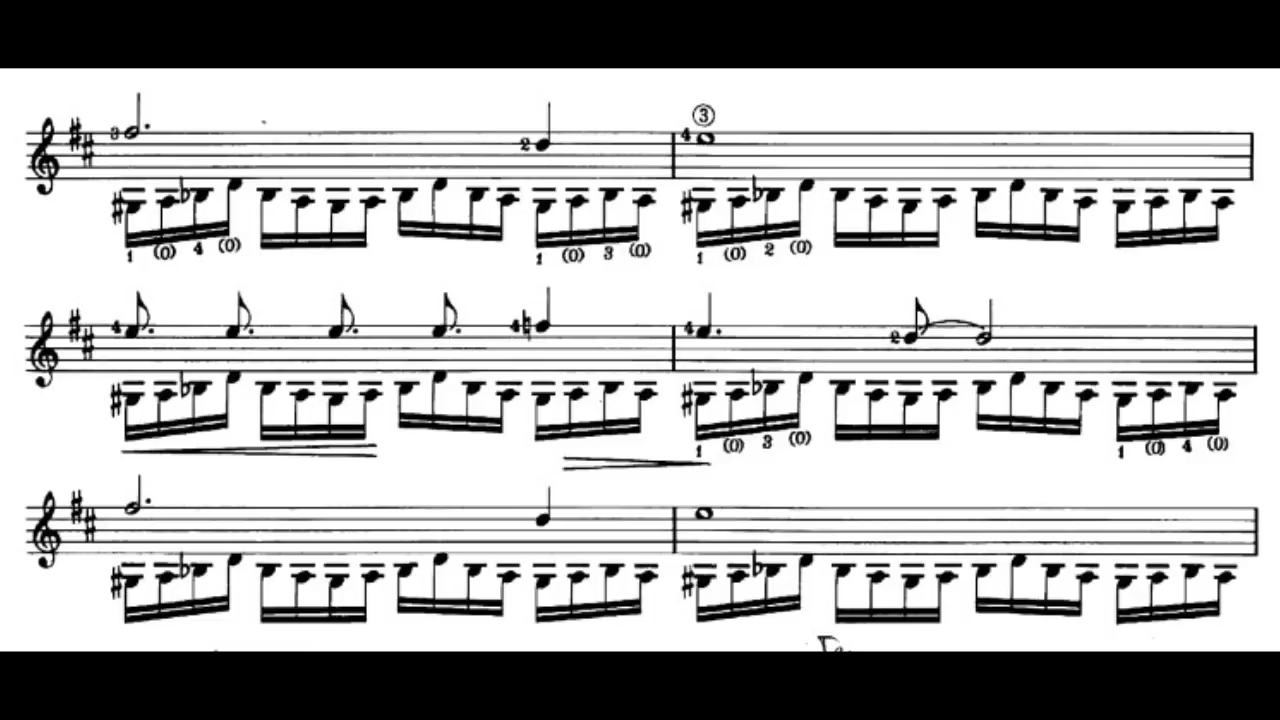 ③
3 2 4
1 (0) 4 (0) 1 (0) 3 (0) 1 (0) 2 (0)
4 4 4 2
1 (0) 3 (0) 1 (0) 4 (0)